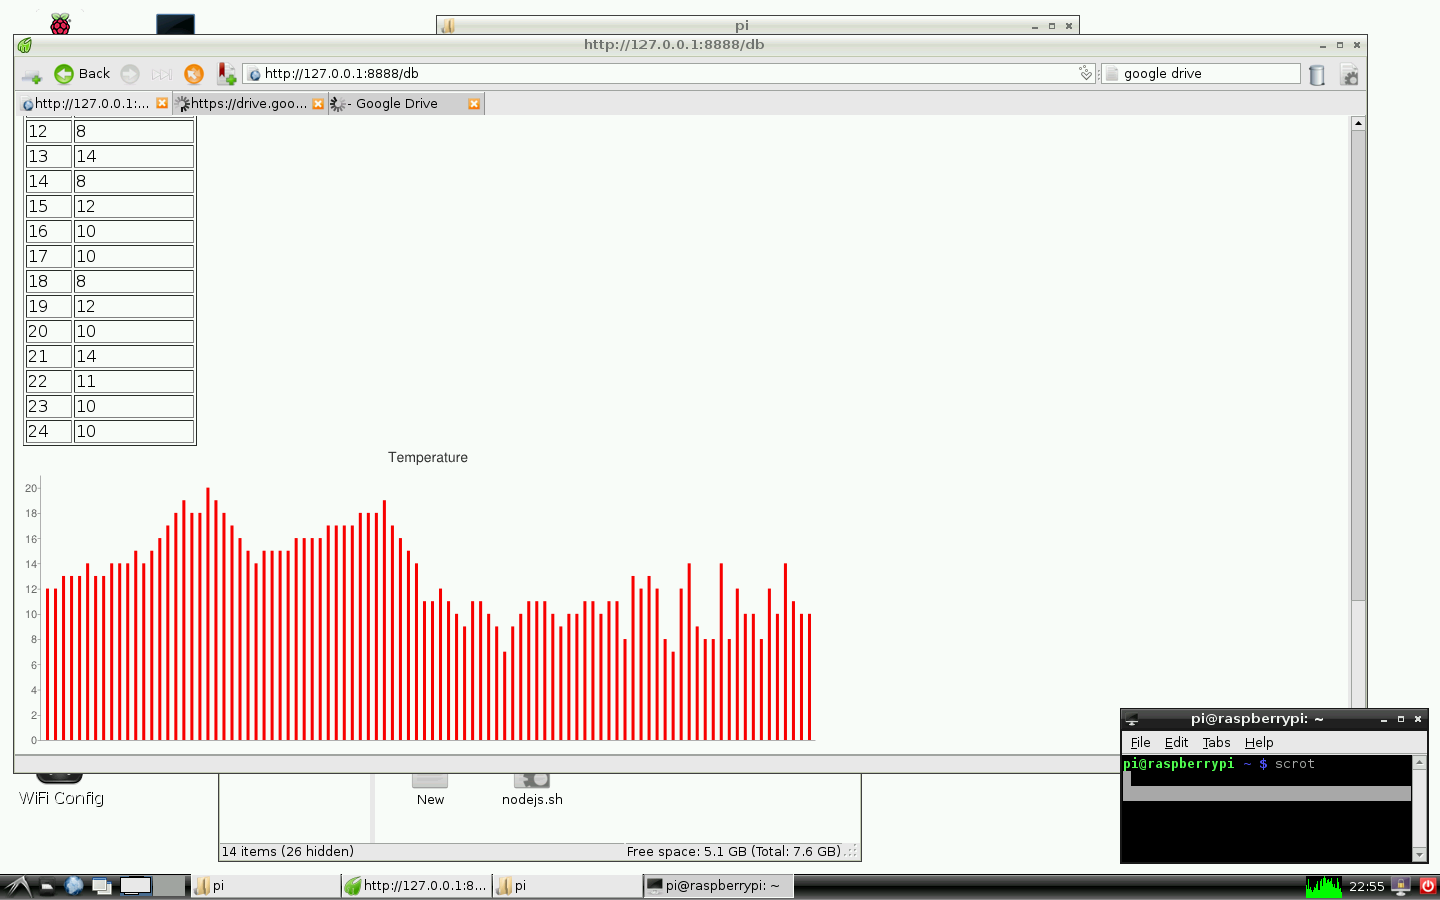 pi
http://127.0.0.1:8888/db
Back
http://127.0.0.1:8888/db
google drive
http://127.0.0.1:...
https://drive.goo...
- Google Drive
12 8
13 14
14 8
15 12
16 10
17 10
18 8
19 12
20 10
21 14
22 11
23 10
24 10
Temperature
20
18
16
14
12
10
8
6
4
2
0
pi@raspberrypi: ~
File Edit Tabs Help
pi@raspberrypi ~ $ scrot
WiFi Config
New
nodejs.sh
14 items (26 hidden)
Free space: 5.1 GB (Total: 7.6 GB)
pi
http://127.0.0.1:8...
pi
pi@raspberrypi: ~
22:55